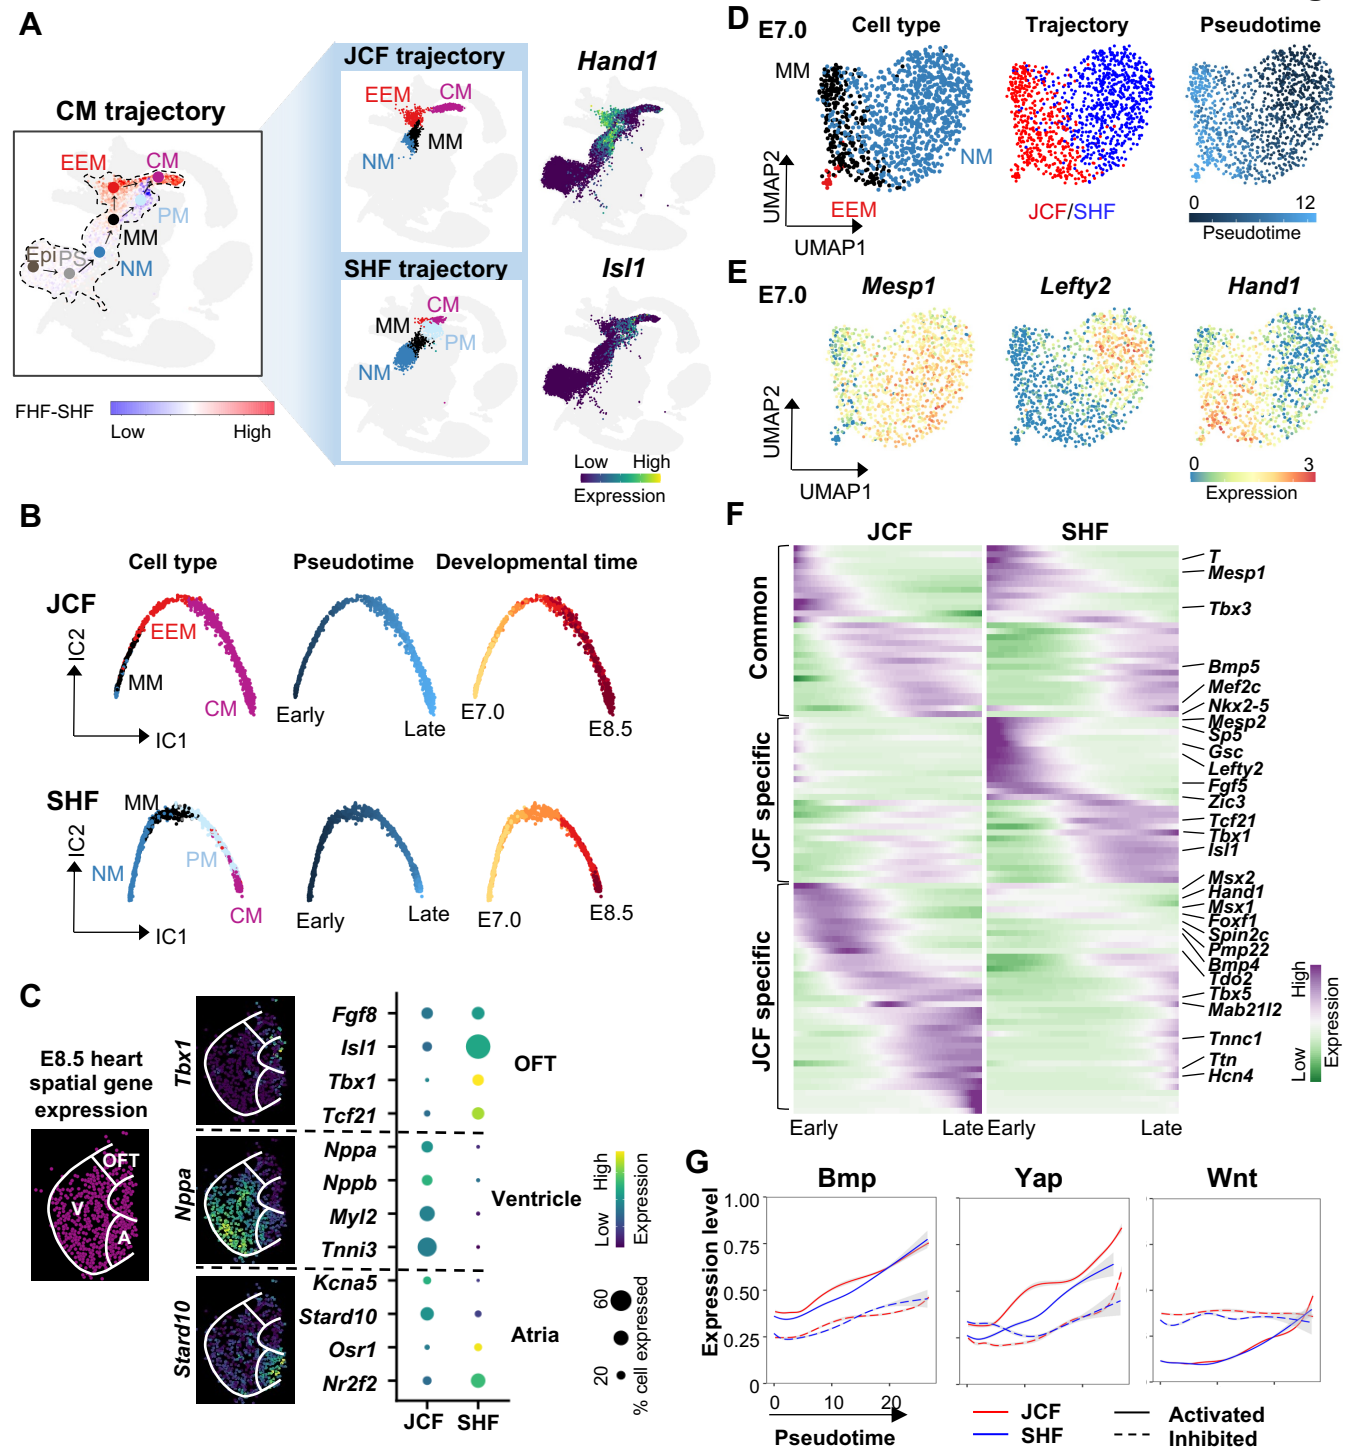 A
CM trajectory
EEM
CM
PM
MM
Epi
PS
NM
FHF-SHF
Low
High
JCF trajectory
EEM
CM
MM
NM
SHF trajectory
CM
MM
PM
NM
Hand1
Isl1
Low
High
Expression
B
Cell type
Pseudotime
Developmental time
JCF
IC2
IC1
EEM
MM
CM
Early
Late
E7.0
E8.5
SHF
IC2
IC1
MM
NM
PM
CM
Early
Late
E7.0
E8.5
C
E8.5 heart
spatial gene
expression
OFT
V
A
Tbx1
Nppa
Stard10
Fgf8
Isl1
Tbx1
Tcf21
Nppa
Nppb
Myl2
Tnni3
Kcna5
Stard10
Osr1
Nr2f2
JCF
SHF
OFT
Ventricle
Atria
Low
High
Expression
20
60
% cell expressed
D
E7.0
Cell type
Trajectory
Pseudotime
MM
NM
EEM
UMAP2
UMAP1
JCF/SHF
0
12
Pseudotime
E
E7.0
Mesp1
Lefty2
Hand1
UMAP2
UMAP1
0
3
Expression
F
JCF
SHF
Common
JCF specific
JCF specific
T
Mesp1
Tbx3
Bmp5
Mef2c
Nkx2-5
Mesp2
Sp5
Gsc
Lefty2
Fgf5
Zic3
Tcf21
Tbx1
Isl1
Msx2
Hand1
Msx1
Foxf1
Spin2c
Pmp22
Bmp4
Tdo2
Tbx5
Mab21l2
Tnnc1
Ttn
Hcn4
Early
Late
Early
Late
Low
High
Expression
G
Bmp
Yap
Wnt
Expression level
1.00
0.75
0.50
0.25
0
0
10
20
Pseudotime
JCF
SHF
Activated
Inhibited